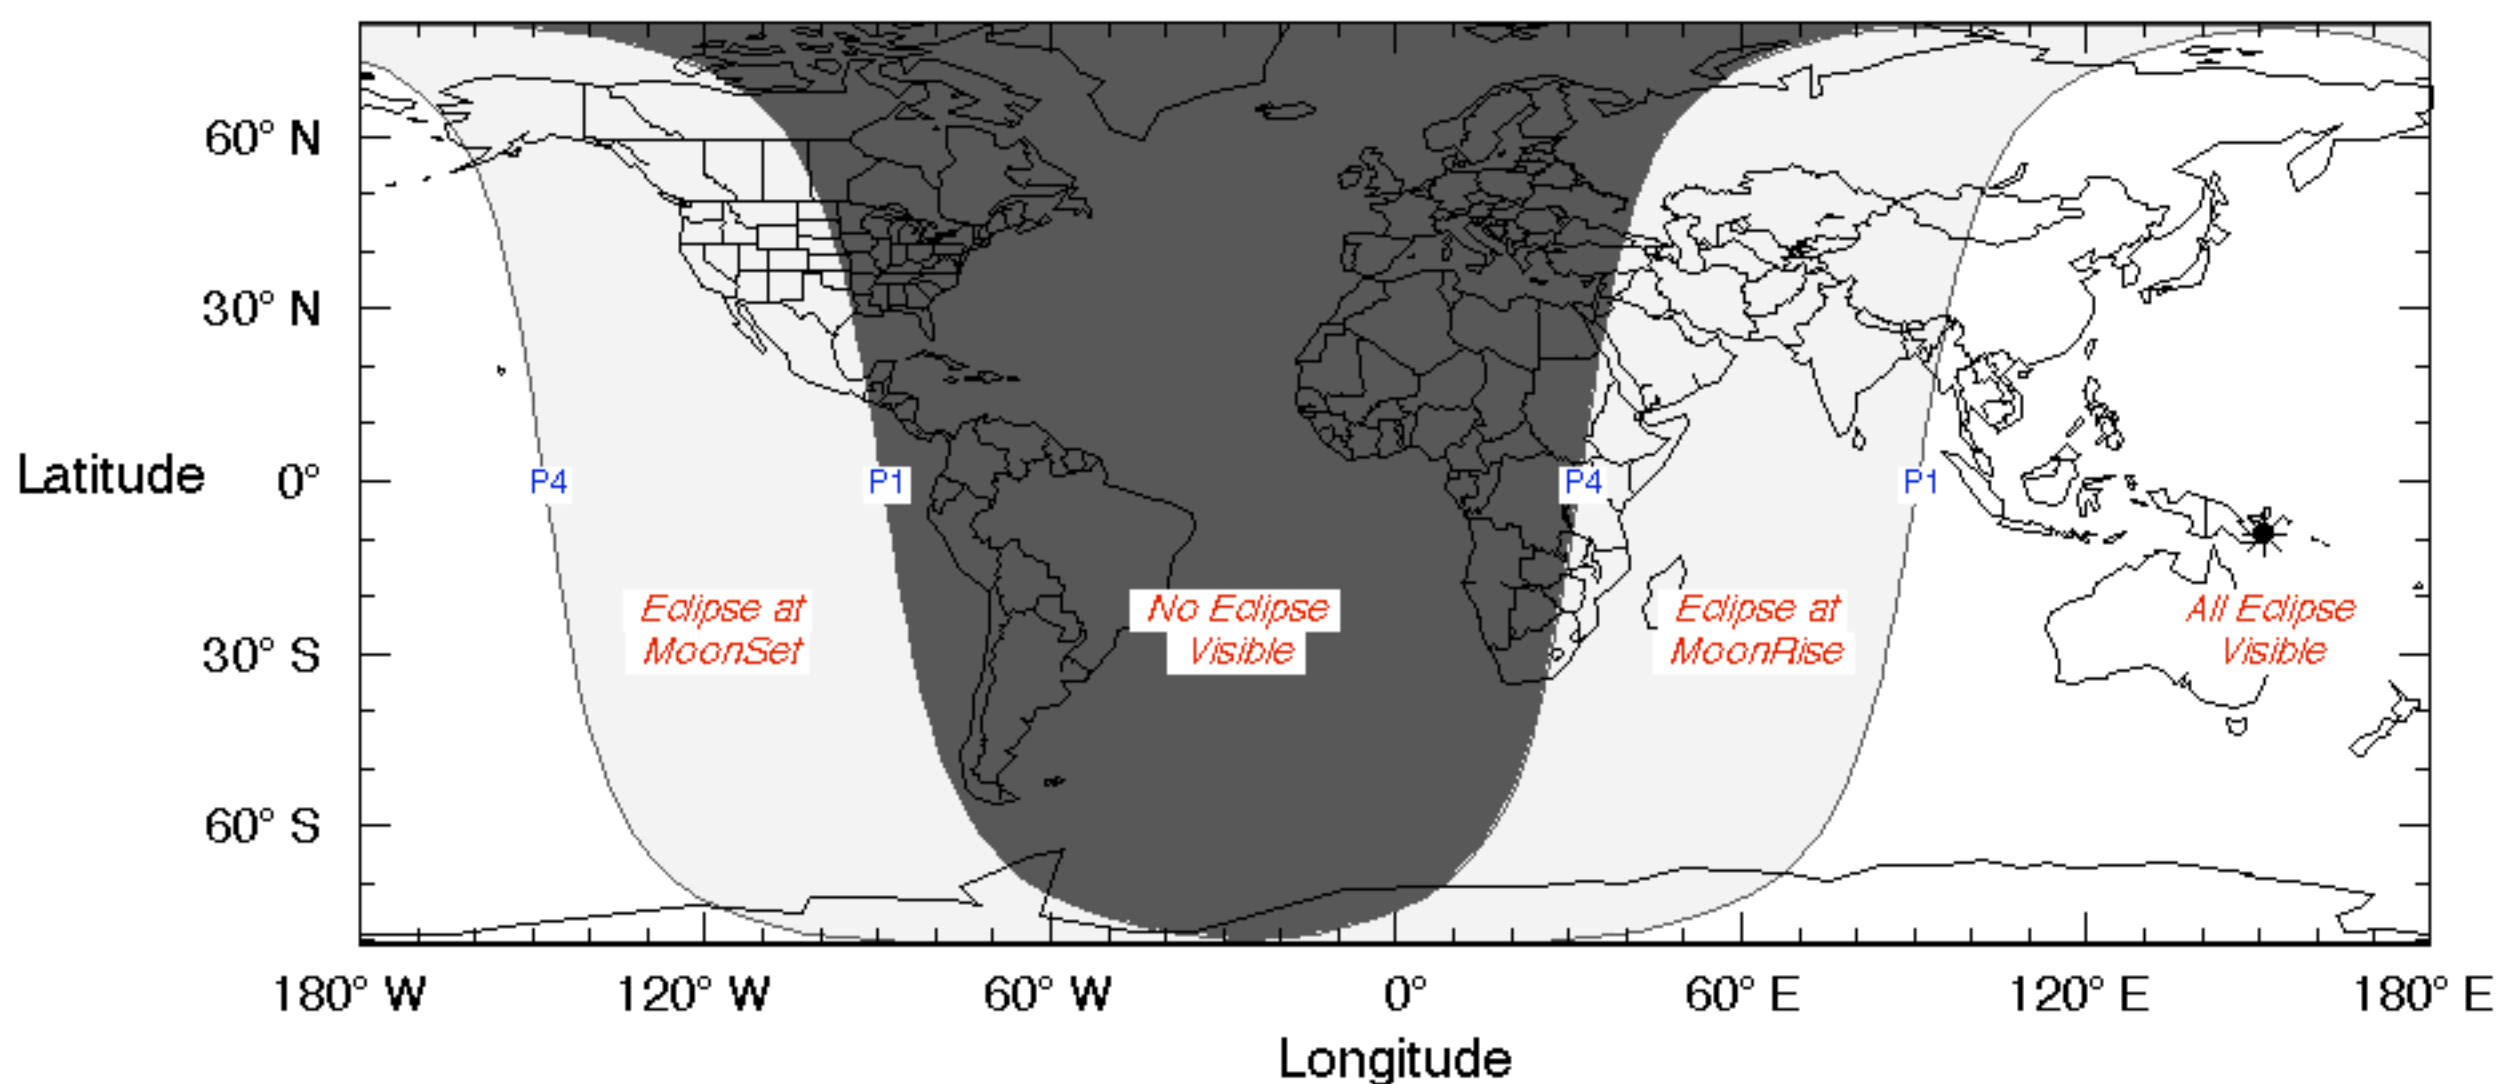 60° N
30° N
Latitude 0°
P4 P1 P4 P1
Eclipse at No Eclipse Eclipse at All Eclipse
MoonSet Visible MoonRise Visible
30° S
60° S
180° W 120° W 60° W 0° 60° E 120° E 180° E
Longitude